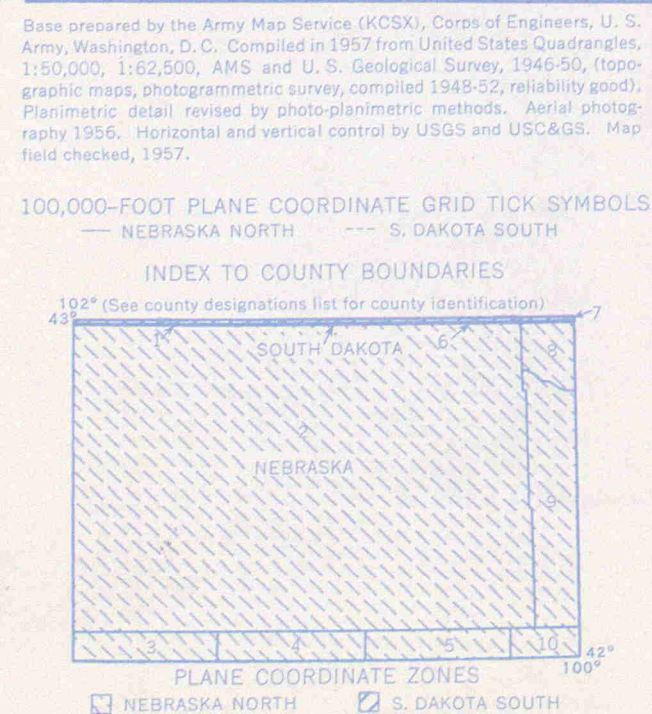 Base prepared by the Army Map Service (KCSX), Corps of Engineers, U. S.
Army, Washington, D. C. Compiled in 1957 from United States Quadrangles,
1:50,000, 1:62,500, AMS and U. S. Geological Survey, 1946-50, (topo-
graphic maps, photogrammetric survey, compiled 1948-52, reliability good).
Planimetric detail revised by photo-planimetric methods. Aerial photog-
raphy 1956. Horizontal and vertical control by USGS and USC&GS. Map
field checked, 1957.
100,000-FOOT PLANE COORDINATE GRID TICK SYMBOLS
NEBRASKA NORTH --- S. DAKOTA SOUTH
INDEX TO COUNTY BOUNDARIES
102° (See county designations list for county identification) 7
43°
1 SOUTH DAKOTA 6 8
2
NEBRASKA
9
3 4 5 10 42°
100°
PLANE COORDINATE ZONES
NEBRASKA NORTH S. DAKOTA SOUTH